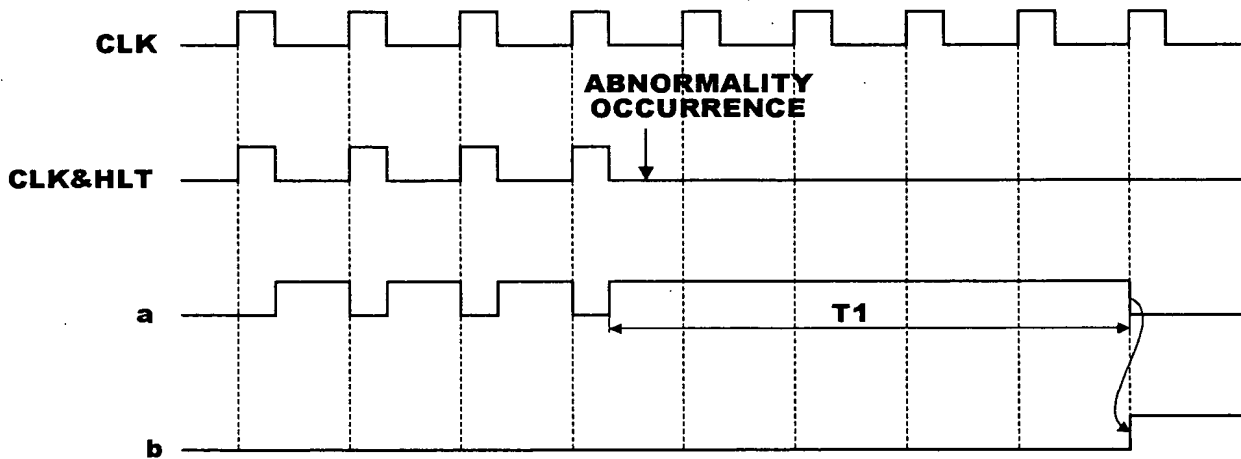 CLK
ABNORMALITY
OCCURRENCE
CLK&HLT
a
T1
b